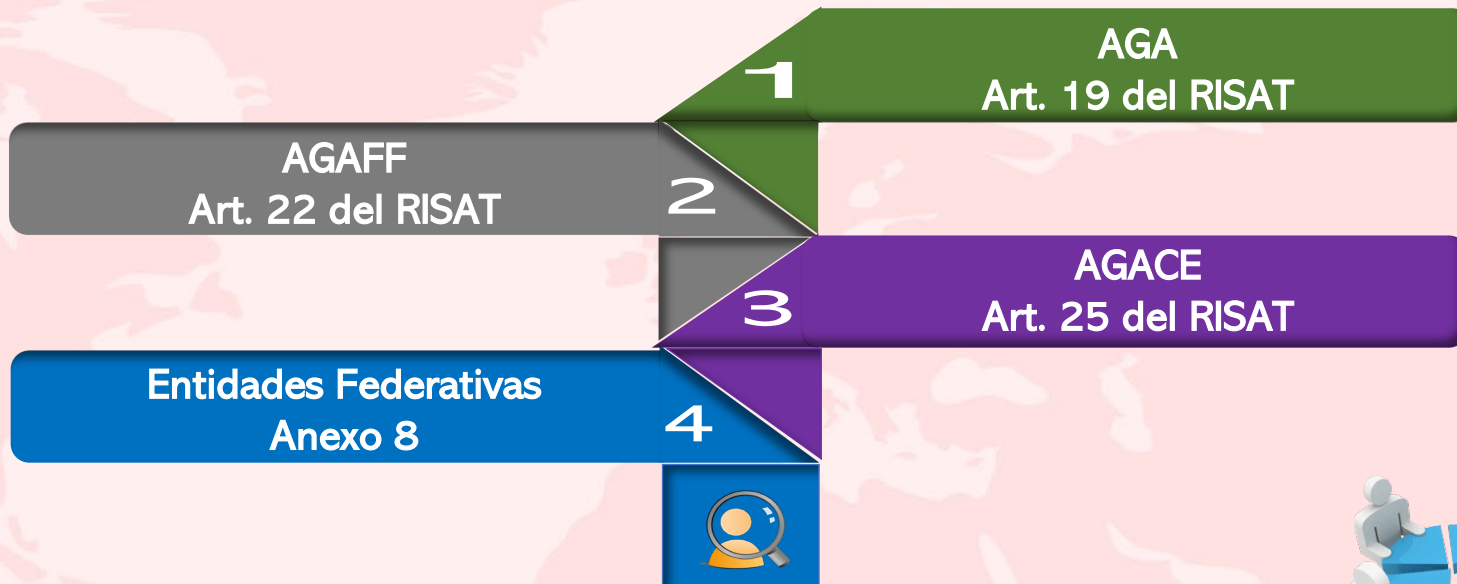 1
AGA
Art. 19 del RISAT
AGAFF
Art. 22 del RISAT
2
3
AGACE
Art. 25 del RISAT
Entidades Federativas
Anexo 8
4